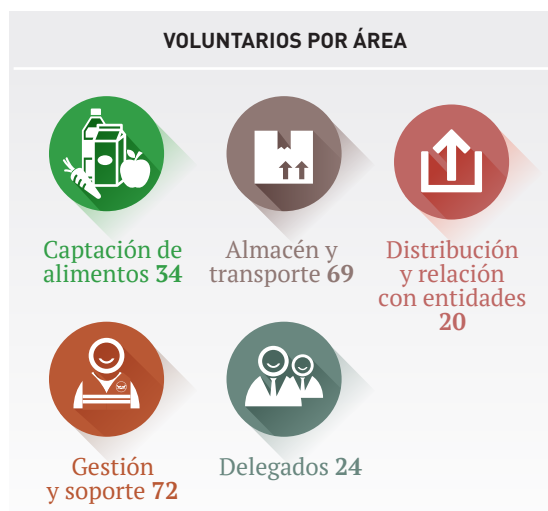 VOLUNTARIOS POR ÁREA
Captación de
alimentos 34
Almacén y
transporte 69
Distribución
y relación
con entidades
20
Gestión
y soporte 72
Delegados 24